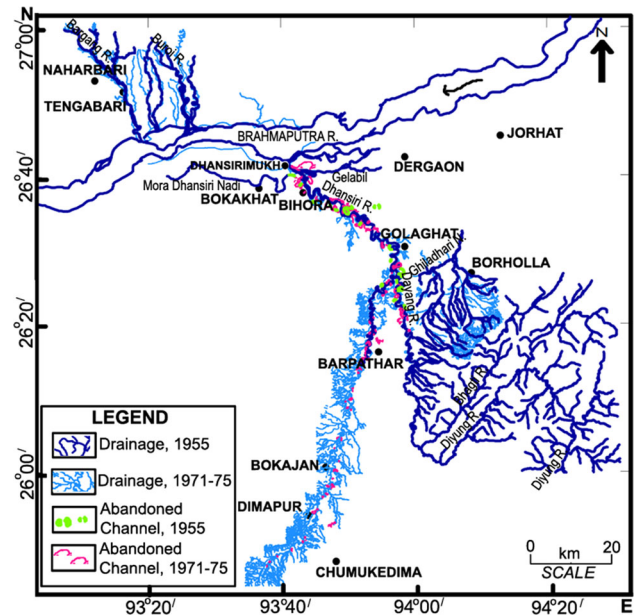 N
27°00'
26°40'
26°20'
26°00'
Bargang R.
Buroi R.
N
NAHARBARI
TENGABARI
BRAHMAPUTRA R.
JORHAT
DHANSIRIMUKH
DERGAON
Gelabil
Mora Dhansiri Nadi
BOKAKHAT
BIHORA
Dhansiri R.
GOLAGHAT
Ghiladhari N.
BORHOLLA
Dayang R.
BARPATHAR
Bhagti R.
Diyung R.
Diyung R.
BOKAJAN
DIMAPUR
CHUMUKEDIMA
LEGEND
Drainage, 1955
Drainage, 1971-75
Abandoned
Channel, 1955
Abandoned
Channel, 1971-75
0 km 20
SCALE
93°20'
93°40'
94°00'
94°20'
E